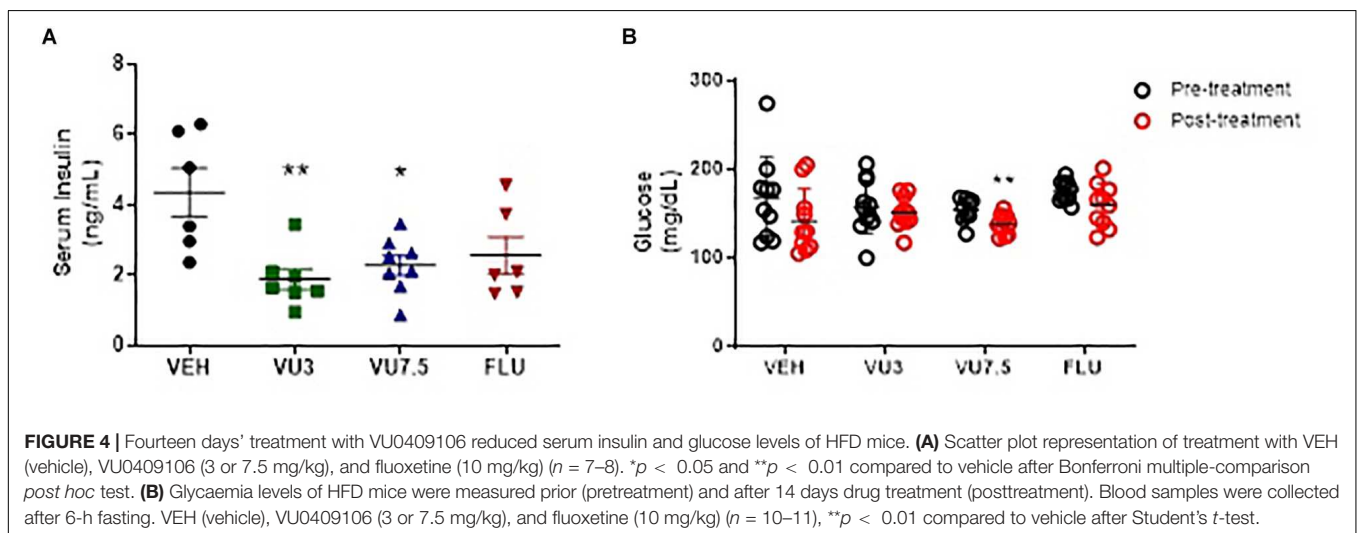 A
B
8
6
4
2
0
Serum Insulin
(ng/mL)
**
*
VEH
VU3
VU7.5
FLU
300
200
100
0
Glucose
(mg/dL)
**
VEH
VU3
VU7.5
FLU
Pre-treatment
Post-treatment
FIGURE 4 | Fourteen days’ treatment with VU0409106 reduced serum insulin and glucose levels of HFD mice. (A) Scatter plot representation of treatment with VEH
(vehicle), VU0409106 (3 or 7.5 mg/kg), and fluoxetine (10 mg/kg) (n = 7–8). *p < 0.05 and **p < 0.01 compared to vehicle after Bonferroni multiple-comparison
post hoc test. (B) Glycaemia levels of HFD mice were measured prior (pretreatment) and after 14 days drug treatment (posttreatment). Blood samples were collected
after 6-h fasting. VEH (vehicle), VU0409106 (3 or 7.5 mg/kg), and fluoxetine (10 mg/kg) (n = 10–11), **p < 0.01 compared to vehicle after Student’s t-test.